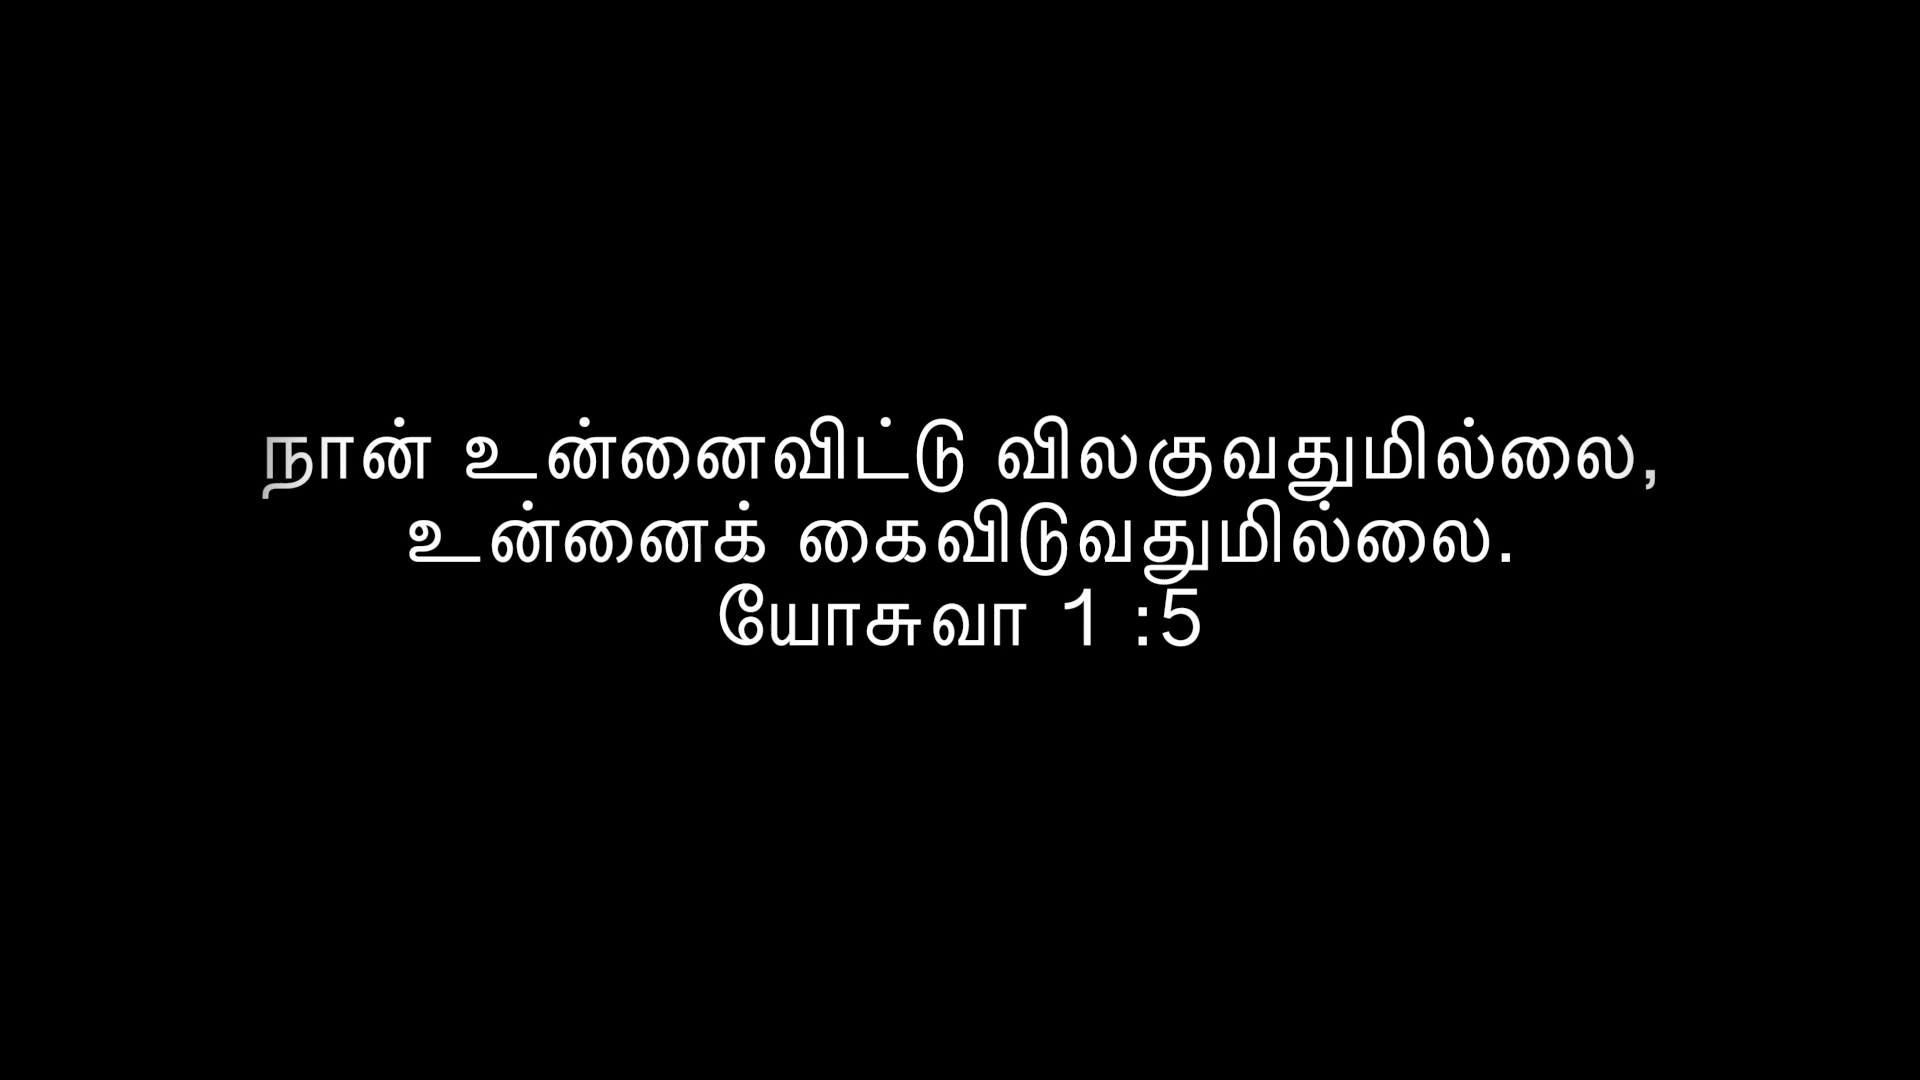 நான் உன்னைவிட்டு விலகுவதுமில்லை,
உன்னைக் கைவிடுவதுமில்லை.
யோசுவா 1 :5